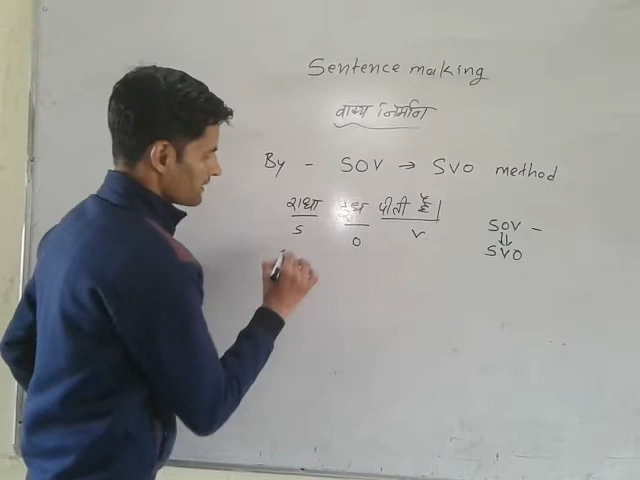 Sentence making
वाक्य निर्माण
By - SOV → SVO method
राधा दूध पीती है।
S O V
SOV -
⇓
SVO